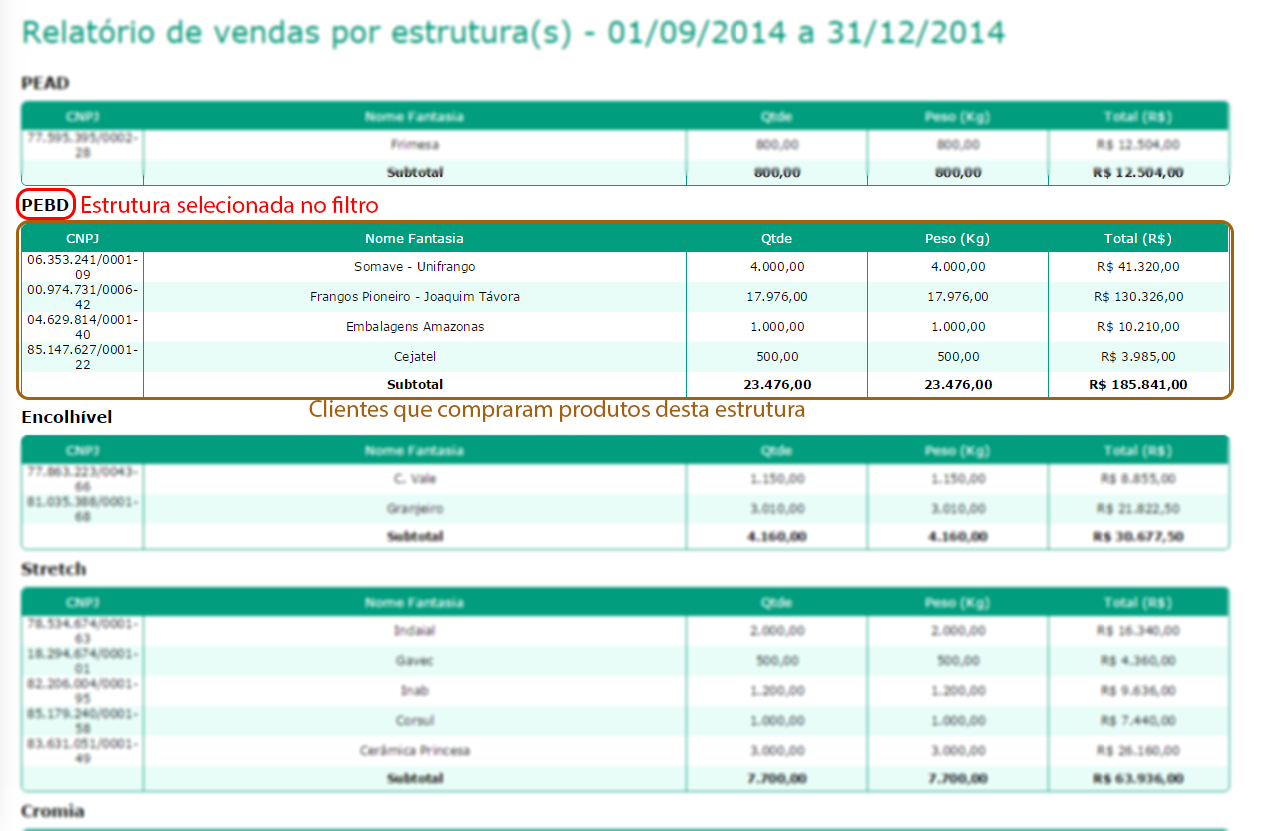 Relatório de vendas por estrutura(s) - 01/09/2014 a 31/12/2014
PEAD
CNPJ Nome Fantasia Qtde Peso (Kg) Total (R$)
77.595.395/0002-
28 Frimesa 800,00 800,00 R$ 12.504,00
Subtotal 800,00 800,00 R$ 12.504,00
PEBD Estrutura selecionada no filtro
CNPJ Nome Fantasia Qtde Peso (Kg) Total (R$)
06.353.241/0001-
09 Somave - Unifrango 4.000,00 4.000,00 R$ 41.320,00
00.974.731/0006-
42 Frangos Pioneiro - Joaquim Távora 17.976,00 17.976,00 R$ 130.326,00
04.629.814/0001-
40 Embalagens Amazonas 1.000,00 1.000,00 R$ 10.210,00
85.147.627/0001-
22 Cejatel 500,00 500,00 R$ 3.985,00
Subtotal 23.476,00 23.476,00 R$ 185.841,00
Clientes que compraram produtos desta estrutura
Encolhível
CNPJ Nome Fantasia Qtde Peso (Kg) Total (R$)
77.863.223/0043-
66 C. Vale 1.150,00 1.150,00 R$ 8.855,00
81.035.388/0001-
68 Granjeiro 3.010,00 3.010,00 R$ 21.822,50
Subtotal 4.160,00 4.160,00 R$ 30.677,50
Stretch
CNPJ Nome Fantasia Qtde Peso (Kg) Total (R$)
78.534.674/0001-
63 Indaial 2.000,00 2.000,00 R$ 16.340,00
18.294.674/0001-
01 Gavec 500,00 500,00 R$ 4.360,00
82.206.004/0001-
95 Inab 1.200,00 1.200,00 R$ 9.636,00
85.179.240/0001-
58 Corsul 1.000,00 1.000,00 R$ 7.440,00
83.631.051/0001-
49 Cerâmica Princesa 3.000,00 3.000,00 R$ 26.160,00
Subtotal 7.700,00 7.700,00 R$ 63.936,00
Cromia